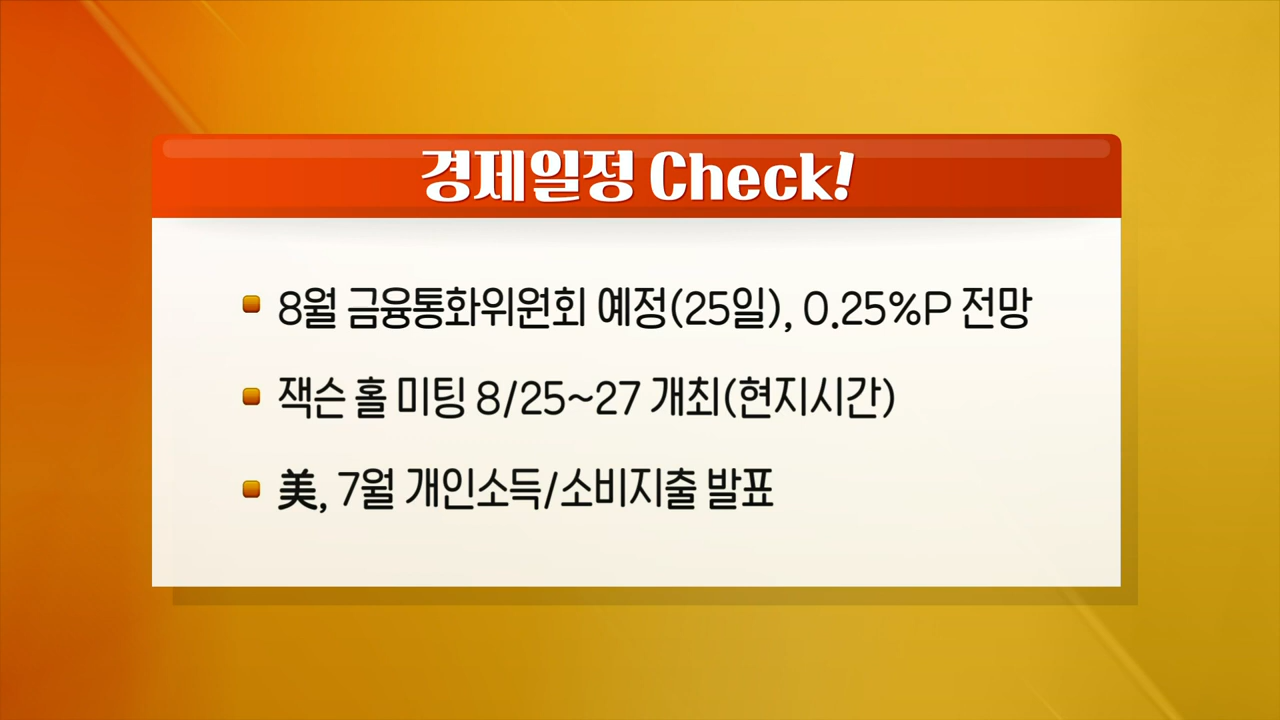 경제일정 Check!
8월 금융통화위원회 예정(25일), 0.25%P 전망
잭슨 홀 미팅 8/25~27 개최(현지시간)
美, 7월 개인소득/소비지출 발표